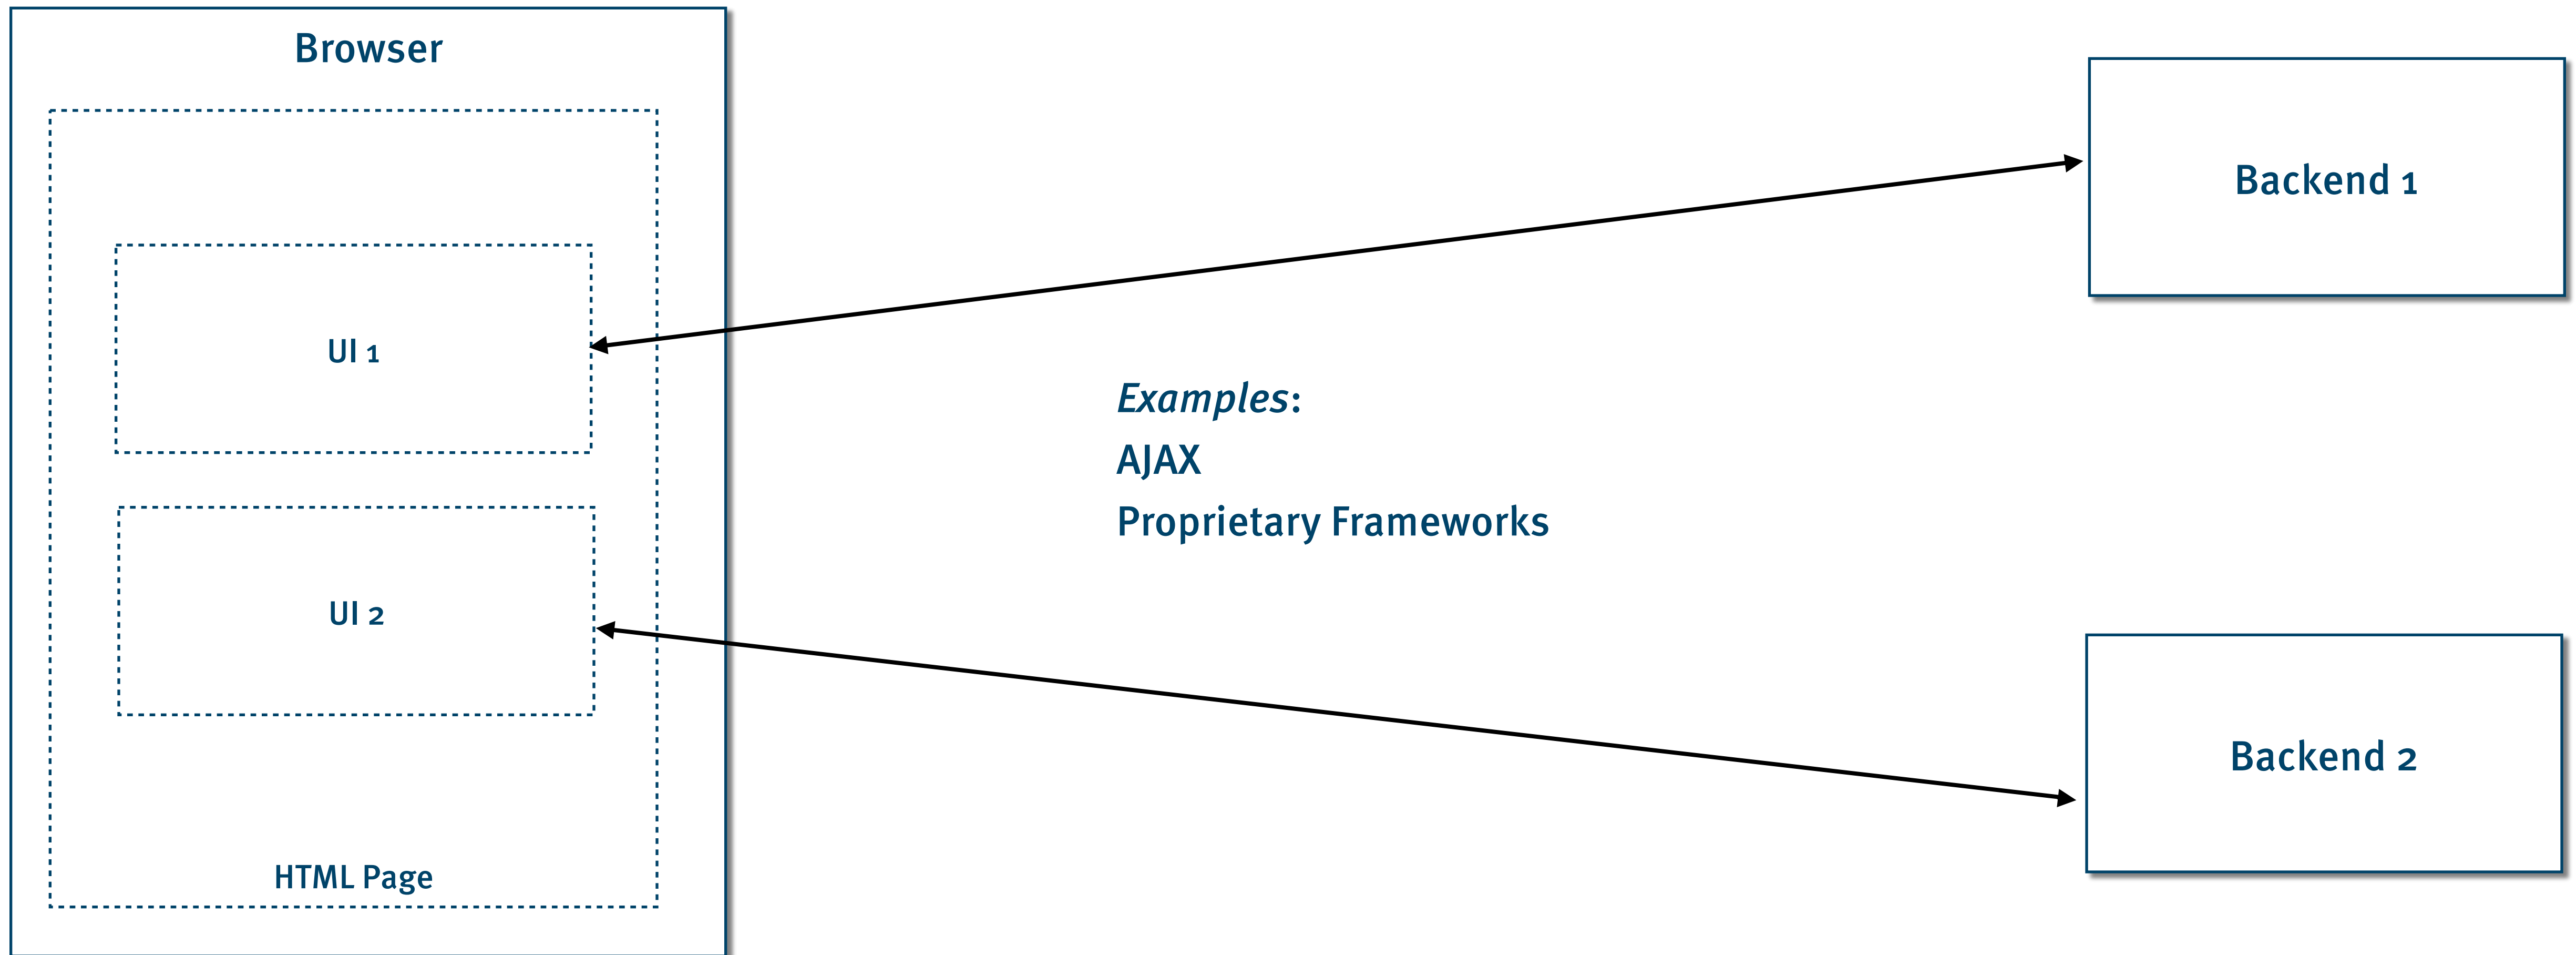 Browser
UI 1
UI 2
HTML Page
Examples:
AJAX
Proprietary Frameworks
Backend 1
Backend 2